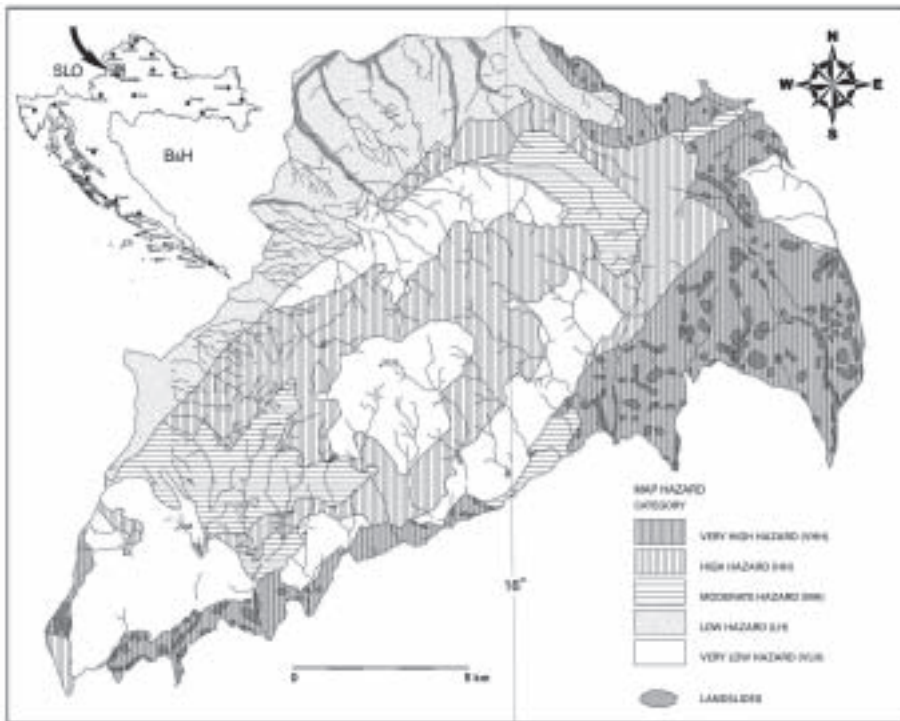 SLO
BiH
N
W E
S
MAP HAZARD
CATEGORY
VERY HIGH HAZARD (VHH)
HIGH HAZARD (HH)
MODERATE HAZARD (MH)
LOW HAZARD (LH)
VERY LOW HAZARD (VLH)
LANDSLIDES
16°
0 5 km